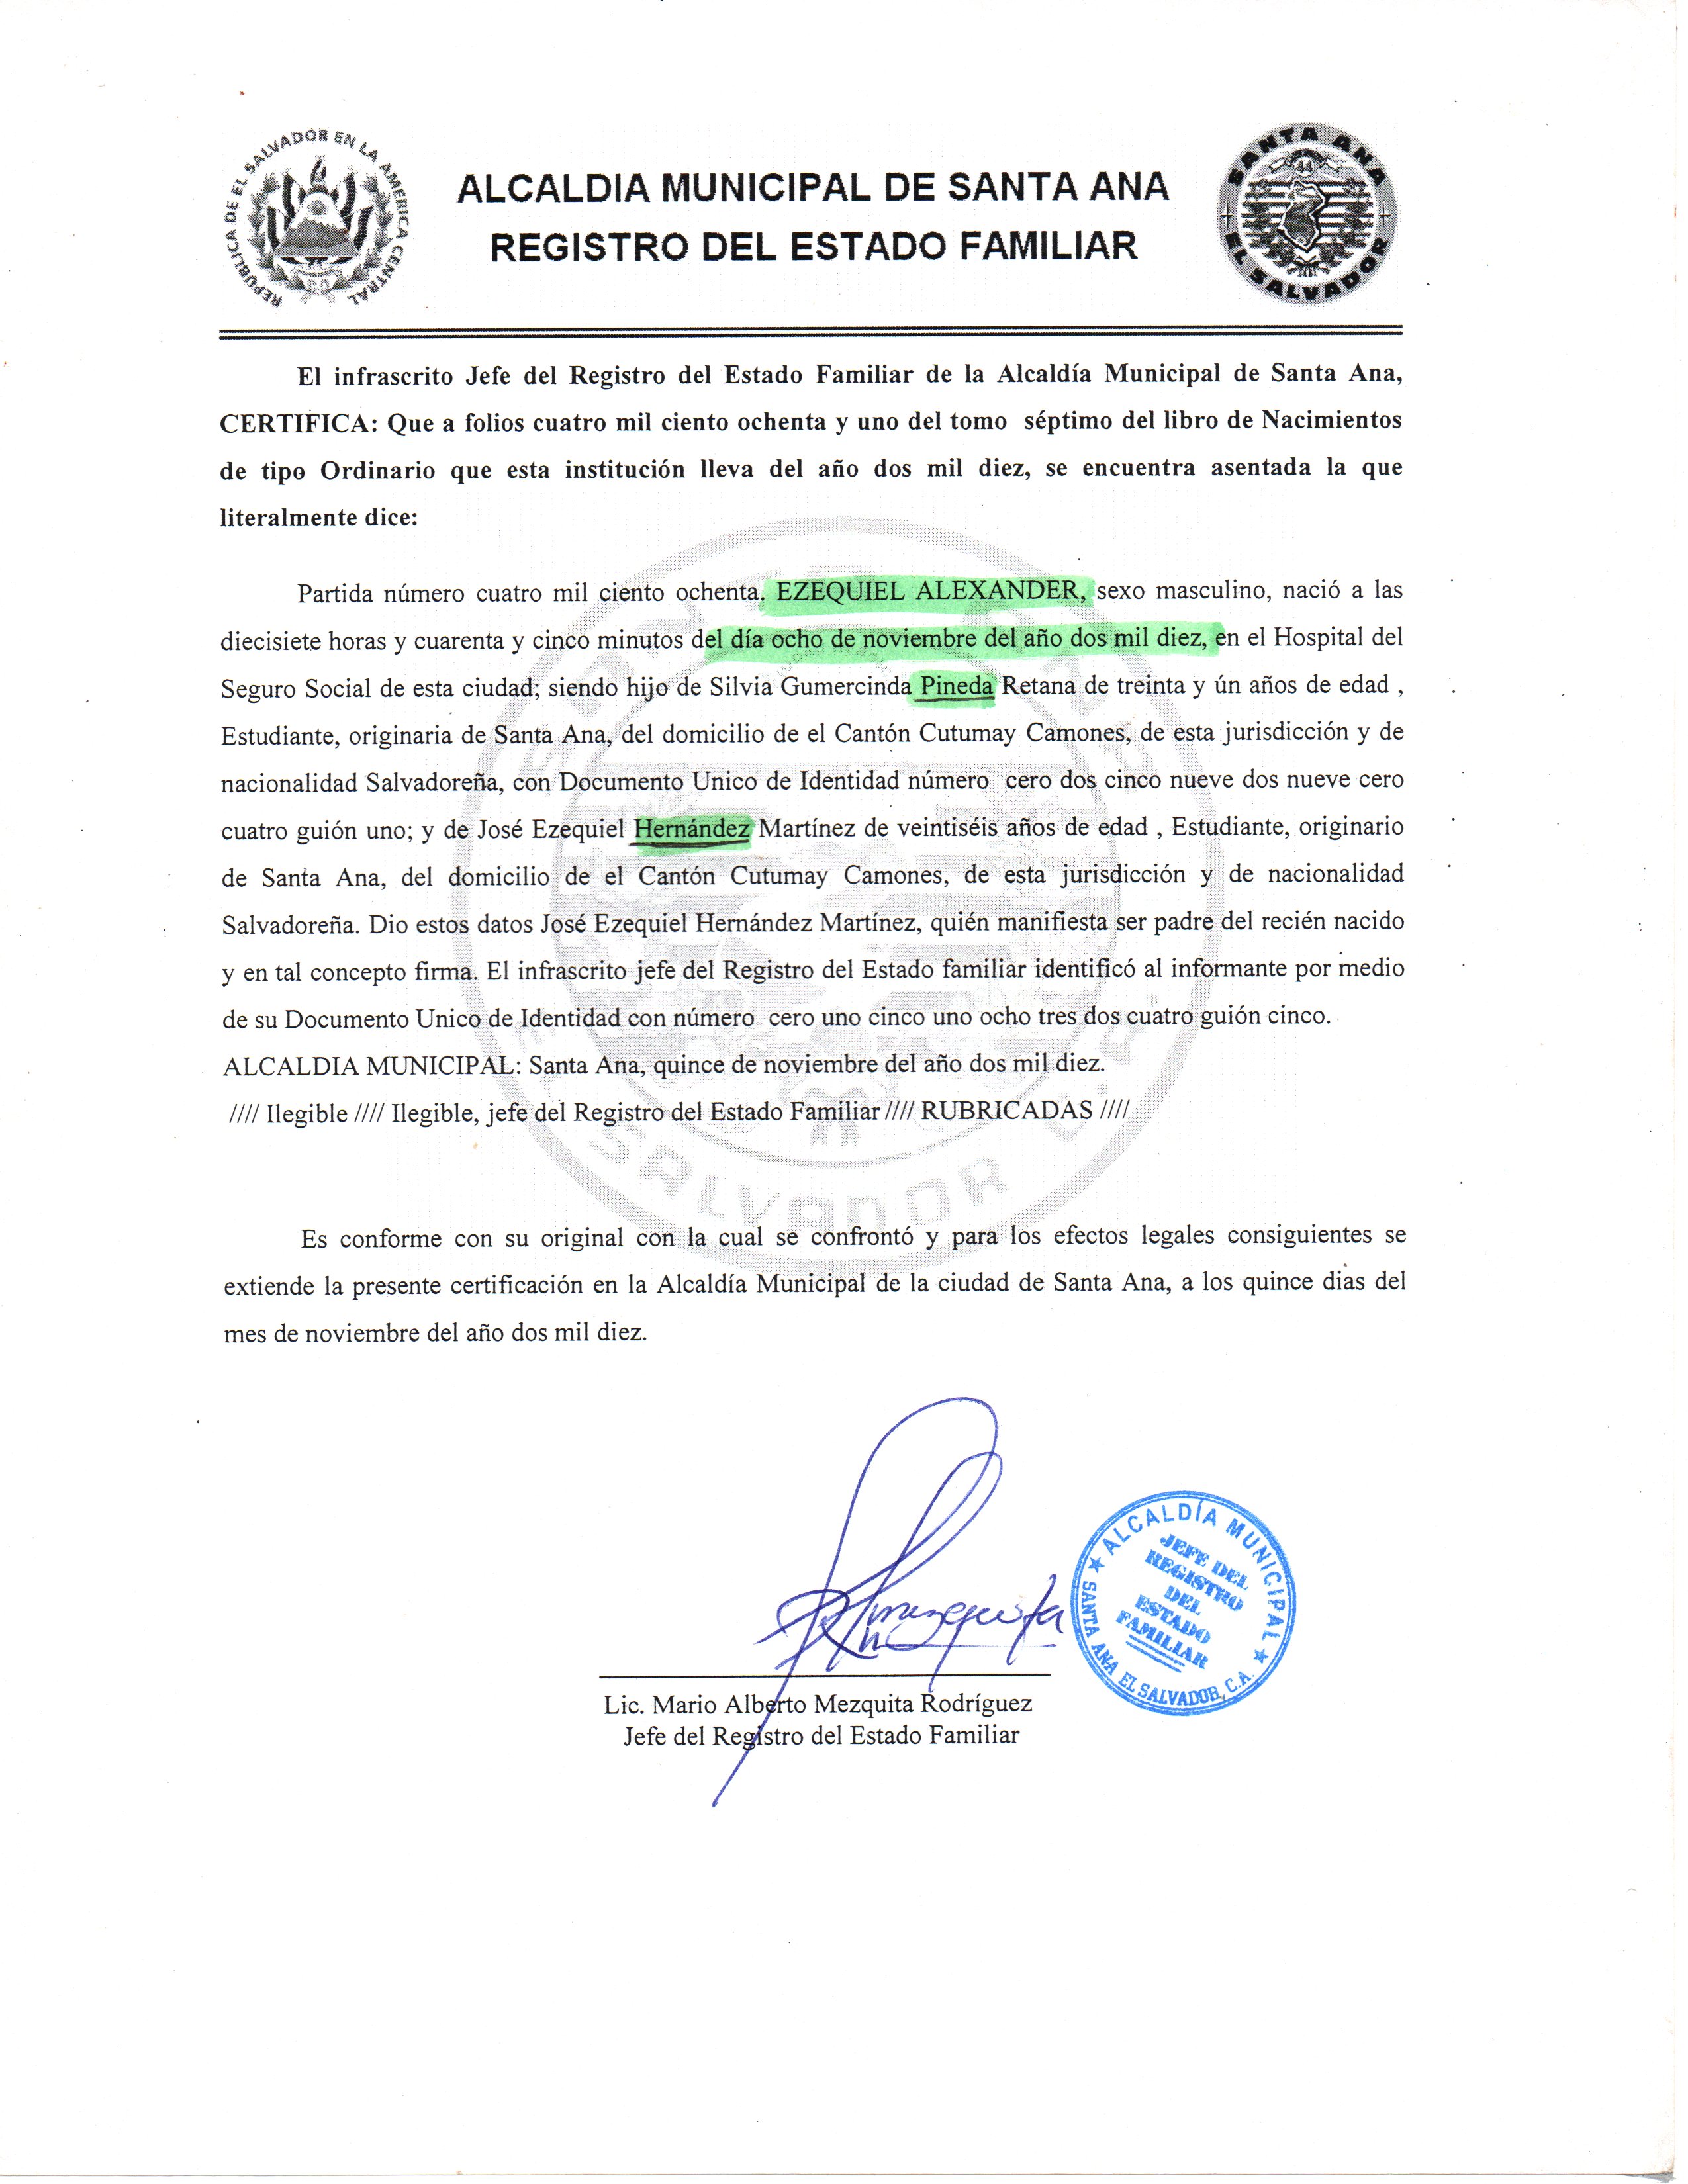 REPUBLICA DE EL SALVADOR EN LA AMERICA CENTRAL
ALCALDIA MUNICIPAL DE SANTA ANA
REGISTRO DEL ESTADO FAMILIAR
SANTA ANA
44
EL SALVADOR
El infrascrito Jefe del Registro del Estado Familiar de la Alcaldía Municipal de Santa Ana,
CERTIFICA: Que a folios cuatro mil ciento ochenta y uno del tomo séptimo del libro de Nacimientos
de tipo Ordinario que esta institución lleva del año dos mil diez, se encuentra asentada la que
literalmente dice:
Partida número cuatro mil ciento ochenta. EZEQUIEL ALEXANDER, sexo masculino, nació a las
diecisiete horas y cuarenta y cinco minutos del día ocho de noviembre del año dos mil diez, en el Hospital del
Seguro Social de esta ciudad; siendo hijo de Silvia Gumercinda Pineda Retana de treinta y ún años de edad ,
Estudiante, originaria de Santa Ana, del domicilio de el Cantón Cutumay Camones, de esta jurisdicción y de
nacionalidad Salvadoreña, con Documento Unico de Identidad número cero dos cinco nueve dos nueve cero
cuatro guión uno; y de José Ezequiel Hernández Martínez de veintiséis años de edad , Estudiante, originario
de Santa Ana, del domicilio de el Cantón Cutumay Camones, de esta jurisdicción y de nacionalidad
Salvadoreña. Dio estos datos José Ezequiel Hernández Martínez, quién manifiesta ser padre del recién nacido
y en tal concepto firma. El infrascrito jefe del Registro del Estado familiar identificó al informante por medio
de su Documento Unico de Identidad con número cero uno cinco uno ocho tres dos cuatro guión cinco.
ALCALDIA MUNICIPAL: Santa Ana, quince de noviembre del año dos mil diez.
//// Ilegible //// Ilegible, jefe del Registro del Estado Familiar //// RUBRICADAS ////
SALVADOR
Es conforme con su original con la cual se confrontó y para los efectos legales consiguientes se
extiende la presente certificación en la Alcaldía Municipal de la ciudad de Santa Ana, a los quince dias del
mes de noviembre del año dos mil diez.
ALCALDÍA MUNICIPAL
JEFE DEL
REGISTRO
DEL
ESTADO
FAMILIAR
SANTA ANA EL SALVADOR, C.A.
Lic. Mario Alberto Mezquita Rodríguez
Jefe del Registro del Estado Familiar